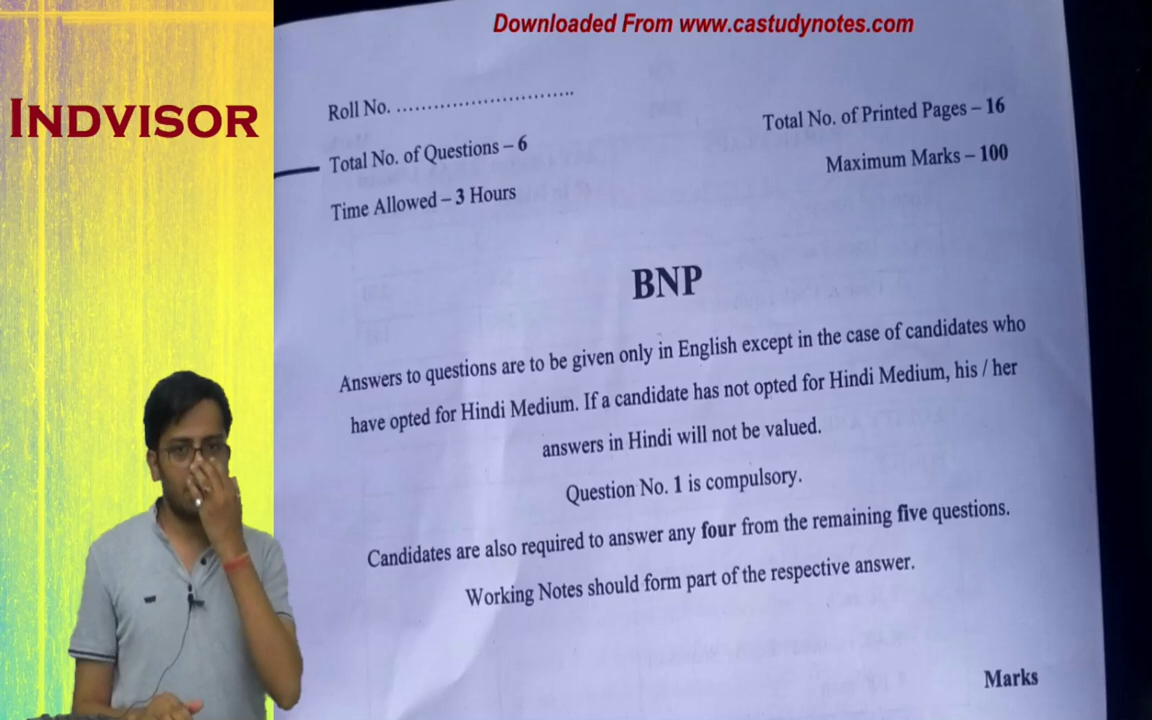 Downloaded From www.castudynotes.com
INDVISOR
Roll No. ................................
Total No. of Printed Pages – 16
Total No. of Questions – 6
Maximum Marks – 100
Time Allowed – 3 Hours
BNP
Answers to questions are to be given only in English except in the case of candidates who
have opted for Hindi Medium. If a candidate has not opted for Hindi Medium, his / her
answers in Hindi will not be valued.
Question No. 1 is compulsory.
Candidates are also required to answer any four from the remaining five questions.
Working Notes should form part of the respective answer.
Marks